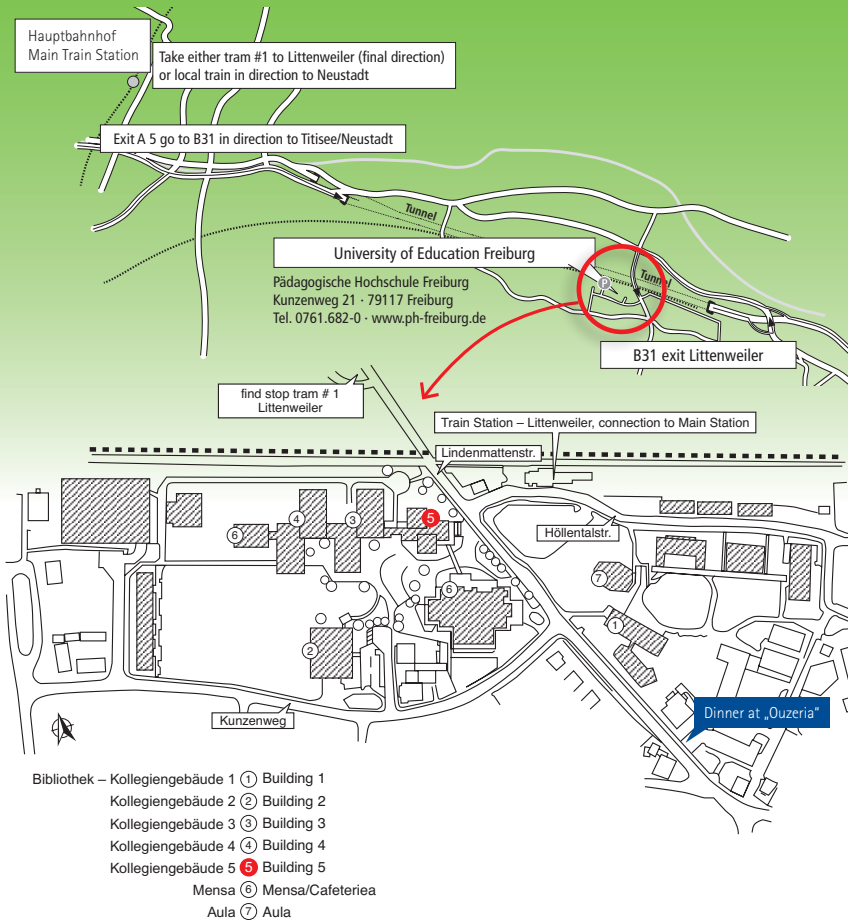 Hauptbahnhof
Main Train Station
Take either tram #1 to Littenweiler (final direction)
or local train in direction to Neustadt
Exit A 5 go to B31 in direction to Titisee/Neustadt
Tunnel
University of Education Freiburg
Tunnel
P
Pädagogische Hochschule Freiburg
Kunzenweg 21 · 79117 Freiburg
Tel. 0761.682-0 · www.ph-freiburg.de
B31 exit Littenweiler
find stop tram # 1
Littenweiler
Train Station – Littenweiler, connection to Main Station
Lindenmattenstr.
4
3
5
6
Höllentalstr.
7
6
1
2
Kunzenweg
Dinner at „Ouzeria“
Bibliothek – Kollegiengebäude 1 1 Building 1
Kollegiengebäude 2 2 Building 2
Kollegiengebäude 3 3 Building 3
Kollegiengebäude 4 4 Building 4
Kollegiengebäude 5 5 Building 5
Mensa 6 Mensa/Cafeteriea
Aula 7 Aula